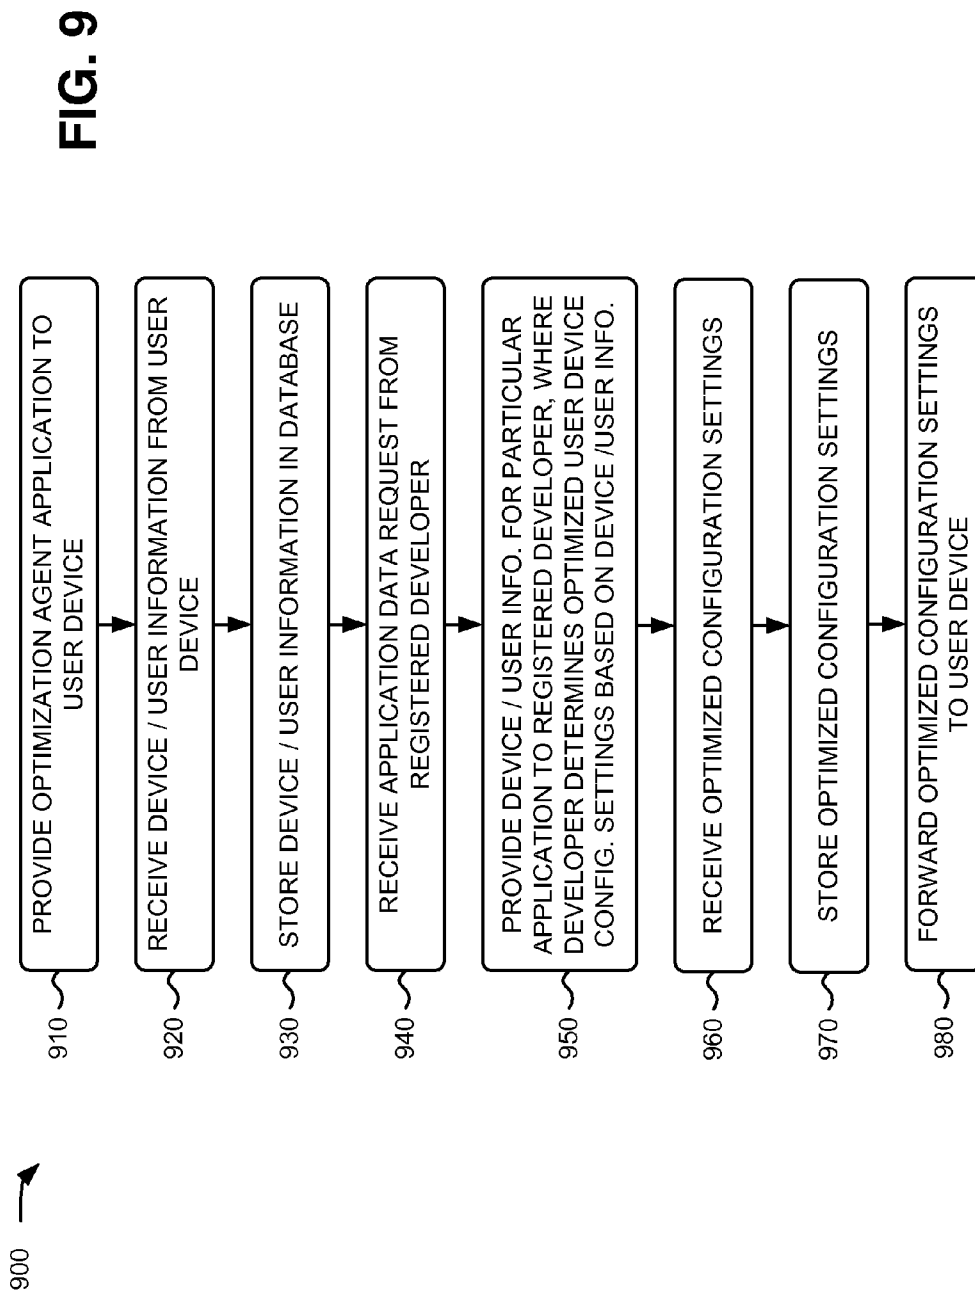 FIG. 9
900
910
PROVIDE OPTIMIZATION AGENT APPLICATION TO
USER DEVICE
920
RECEIVE DEVICE / USER INFORMATION FROM USER
DEVICE
930
STORE DEVICE / USER INFORMATION IN DATABASE
940
RECEIVE APPLICATION DATA REQUEST FROM
REGISTERED DEVELOPER
950
PROVIDE DEVICE / USER INFO. FOR PARTICULAR
APPLICATION TO REGISTERED DEVELOPER, WHERE
DEVELOPER DETERMINES OPTIMIZED USER DEVICE
CONFIG. SETTINGS BASED ON DEVICE /USER INFO.
960
RECEIVE OPTIMIZED CONFIGURATION SETTINGS
970
STORE OPTIMIZED CONFIGURATION SETTINGS
980
FORWARD OPTIMIZED CONFIGURATION SETTINGS
TO USER DEVICE